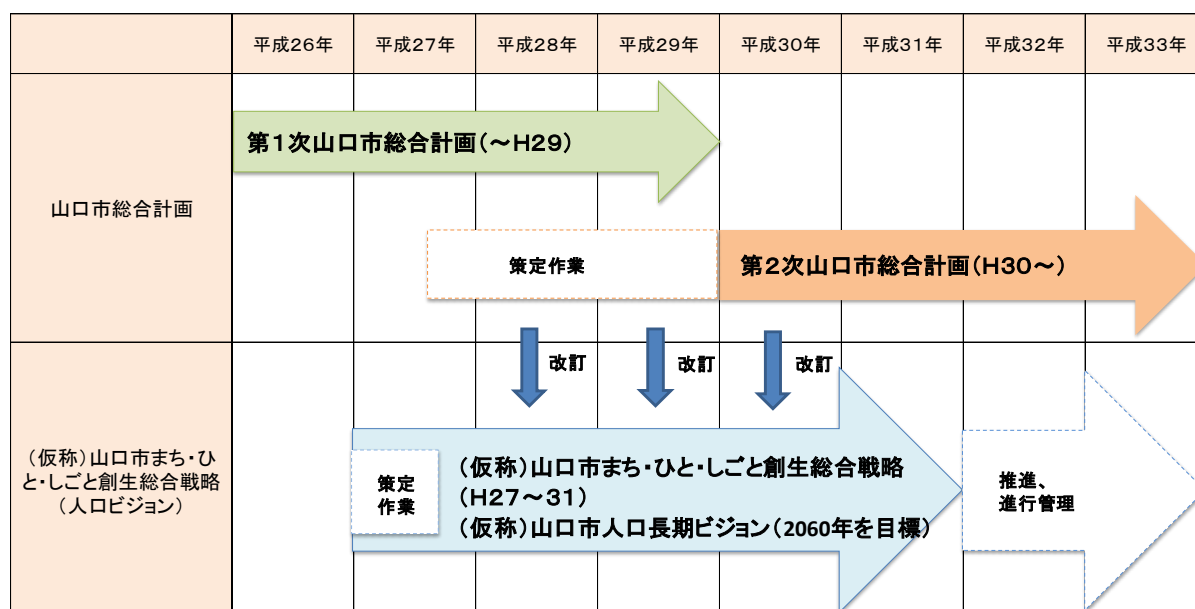 平成26年
平成27年
平成28年
平成29年
平成30年
平成31年
平成32年
平成33年
山口市総合計画
第1次山口市総合計画(～H29)
策定作業
第2次山口市総合計画(H30～)
改訂
改訂
改訂
(仮称)山口市まち・ひ
と・しごと創生総合戦略
(人口ビジョン)
策定
作業
(仮称)山口市まち・ひと・しごと創生総合戦略
(H27～31)
(仮称)山口市人口長期ビジョン(2060年を目標)
推進、
進行管理